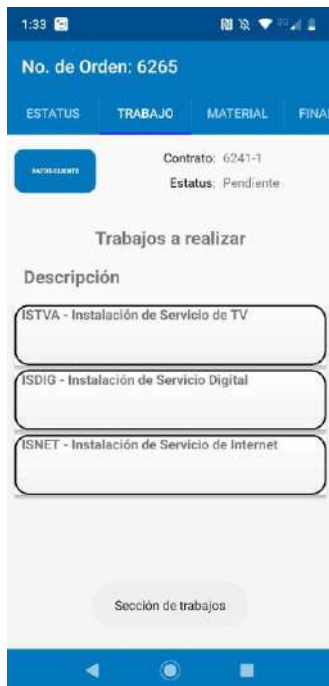 1:33
No. de Orden: 6265
ESTATUS TRABAJO MATERIAL FINA
DATOS CLIENTE Contrato: 6241-1
Estatus: Pendiente
Trabajos a realizar
Descripción
ISTVA - Instalación de Servicio de TV
ISDIG - Instalación de Servicio Digital
ISNET - Instalación de Servicio de Internet
Sección de trabajos